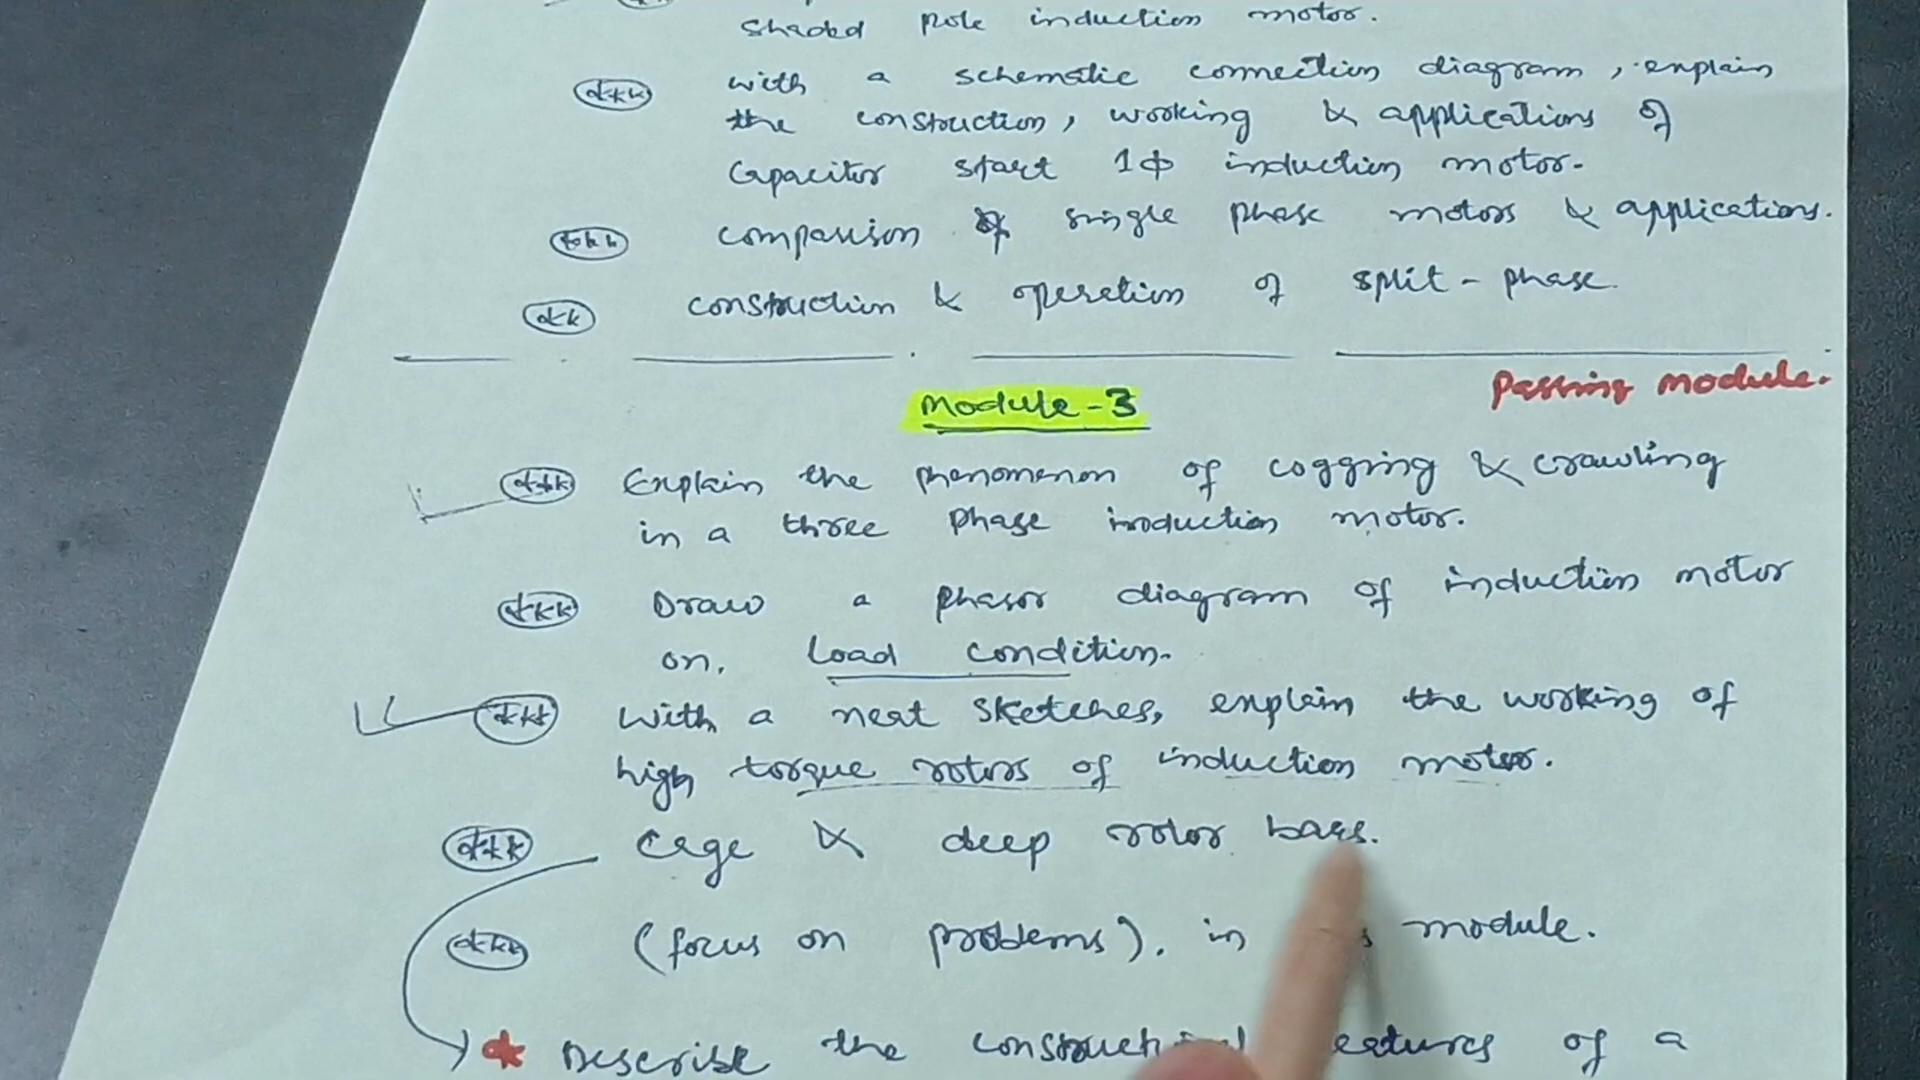 shaded pole induction motor.
*** with a schematic connection diagram, explain
the construction, working & applications of
Capacitor start 1ϕ induction motor.
*** comparison of single phase motors & applications.
** construction & operation of split - phase.
Passing module.
Module - 3
*** Explain the phenomenon of cogging & crawling
in a three phase induction motor.
*** Draw a phasor diagram of induction motor
on, load condition.
*** With a neat sketches, explain the working of
high torque rotors of induction motor.
*** Cage & deep rotor bars.
*** (focus on problems). in module.
* Describe the of a